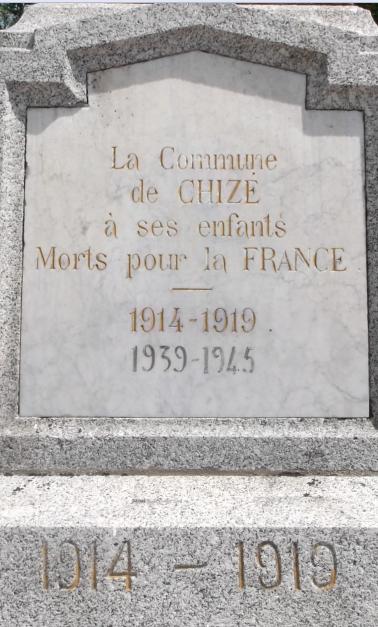 La Commune
de CHIZÉ
à ses enfants
Morts pour la FRANCE
1914-1919.
1939-1945
1914 - 1919